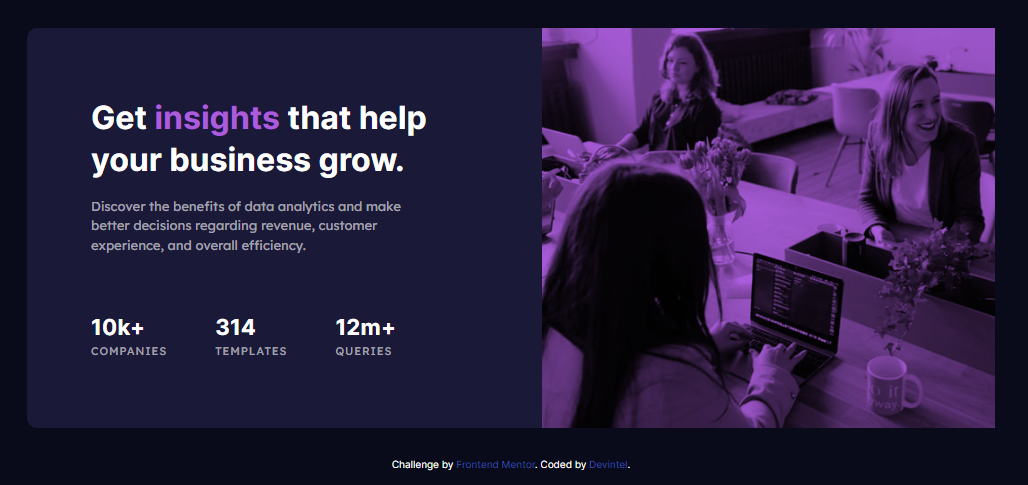 Get insights that help
your business grow.
Discover the benefits of data analytics and make
better decisions regarding revenue, customer
experience, and overall efficiency.
10k+ 314 12m+
COMPANIES TEMPLATES QUERIES
Challenge by Frontend Mentor. Coded by Devintel.